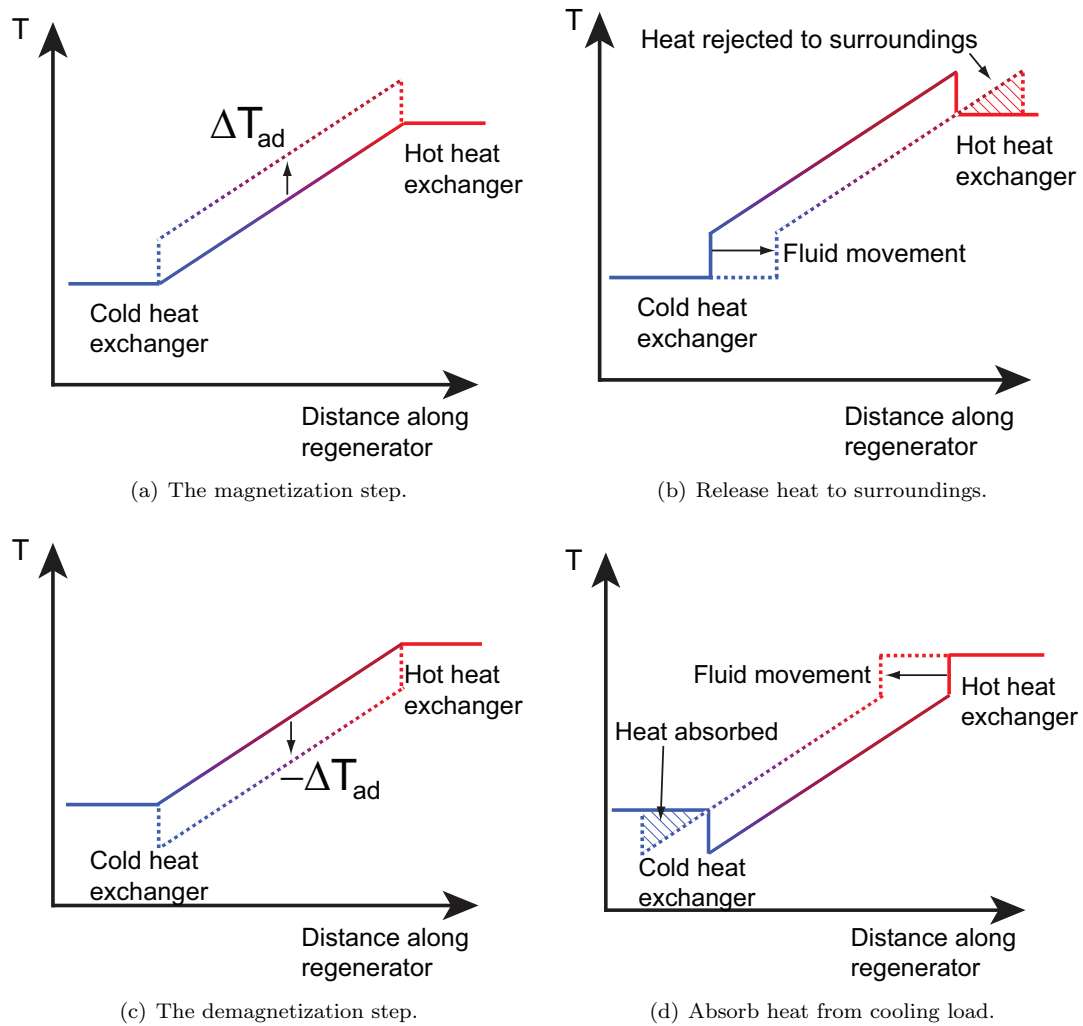 T
ΔT_ad
Hot heat
exchanger
Cold heat
exchanger
Distance along
regenerator
(a) The magnetization step.
T
Heat rejected to surroundings
Hot heat
exchanger
Fluid movement
Cold heat
exchanger
Distance along
regenerator
(b) Release heat to surroundings.
T
Hot heat
exchanger
−ΔT_ad
Cold heat
exchanger
Distance along
regenerator
(c) The demagnetization step.
T
Fluid movement
Hot heat
exchanger
Heat absorbed
Cold heat
exchanger
Distance along
regenerator
(d) Absorb heat from cooling load.